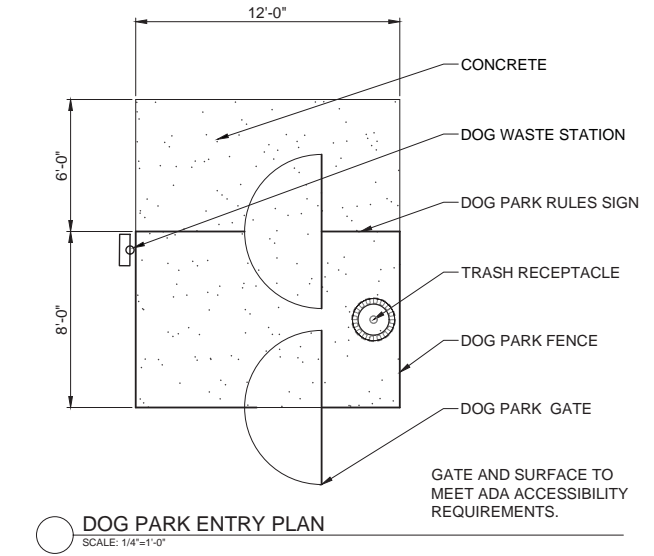 12'-0"
CONCRETE
DOG WASTE STATION
6'-0"
DOG PARK RULES SIGN
TRASH RECEPTACLE
8'-0"
DOG PARK FENCE
DOG PARK GATE
GATE AND SURFACE TO
MEET ADA ACCESSIBILITY
REQUIREMENTS.
DOG PARK ENTRY PLAN
SCALE: 1/4"=1'-0"